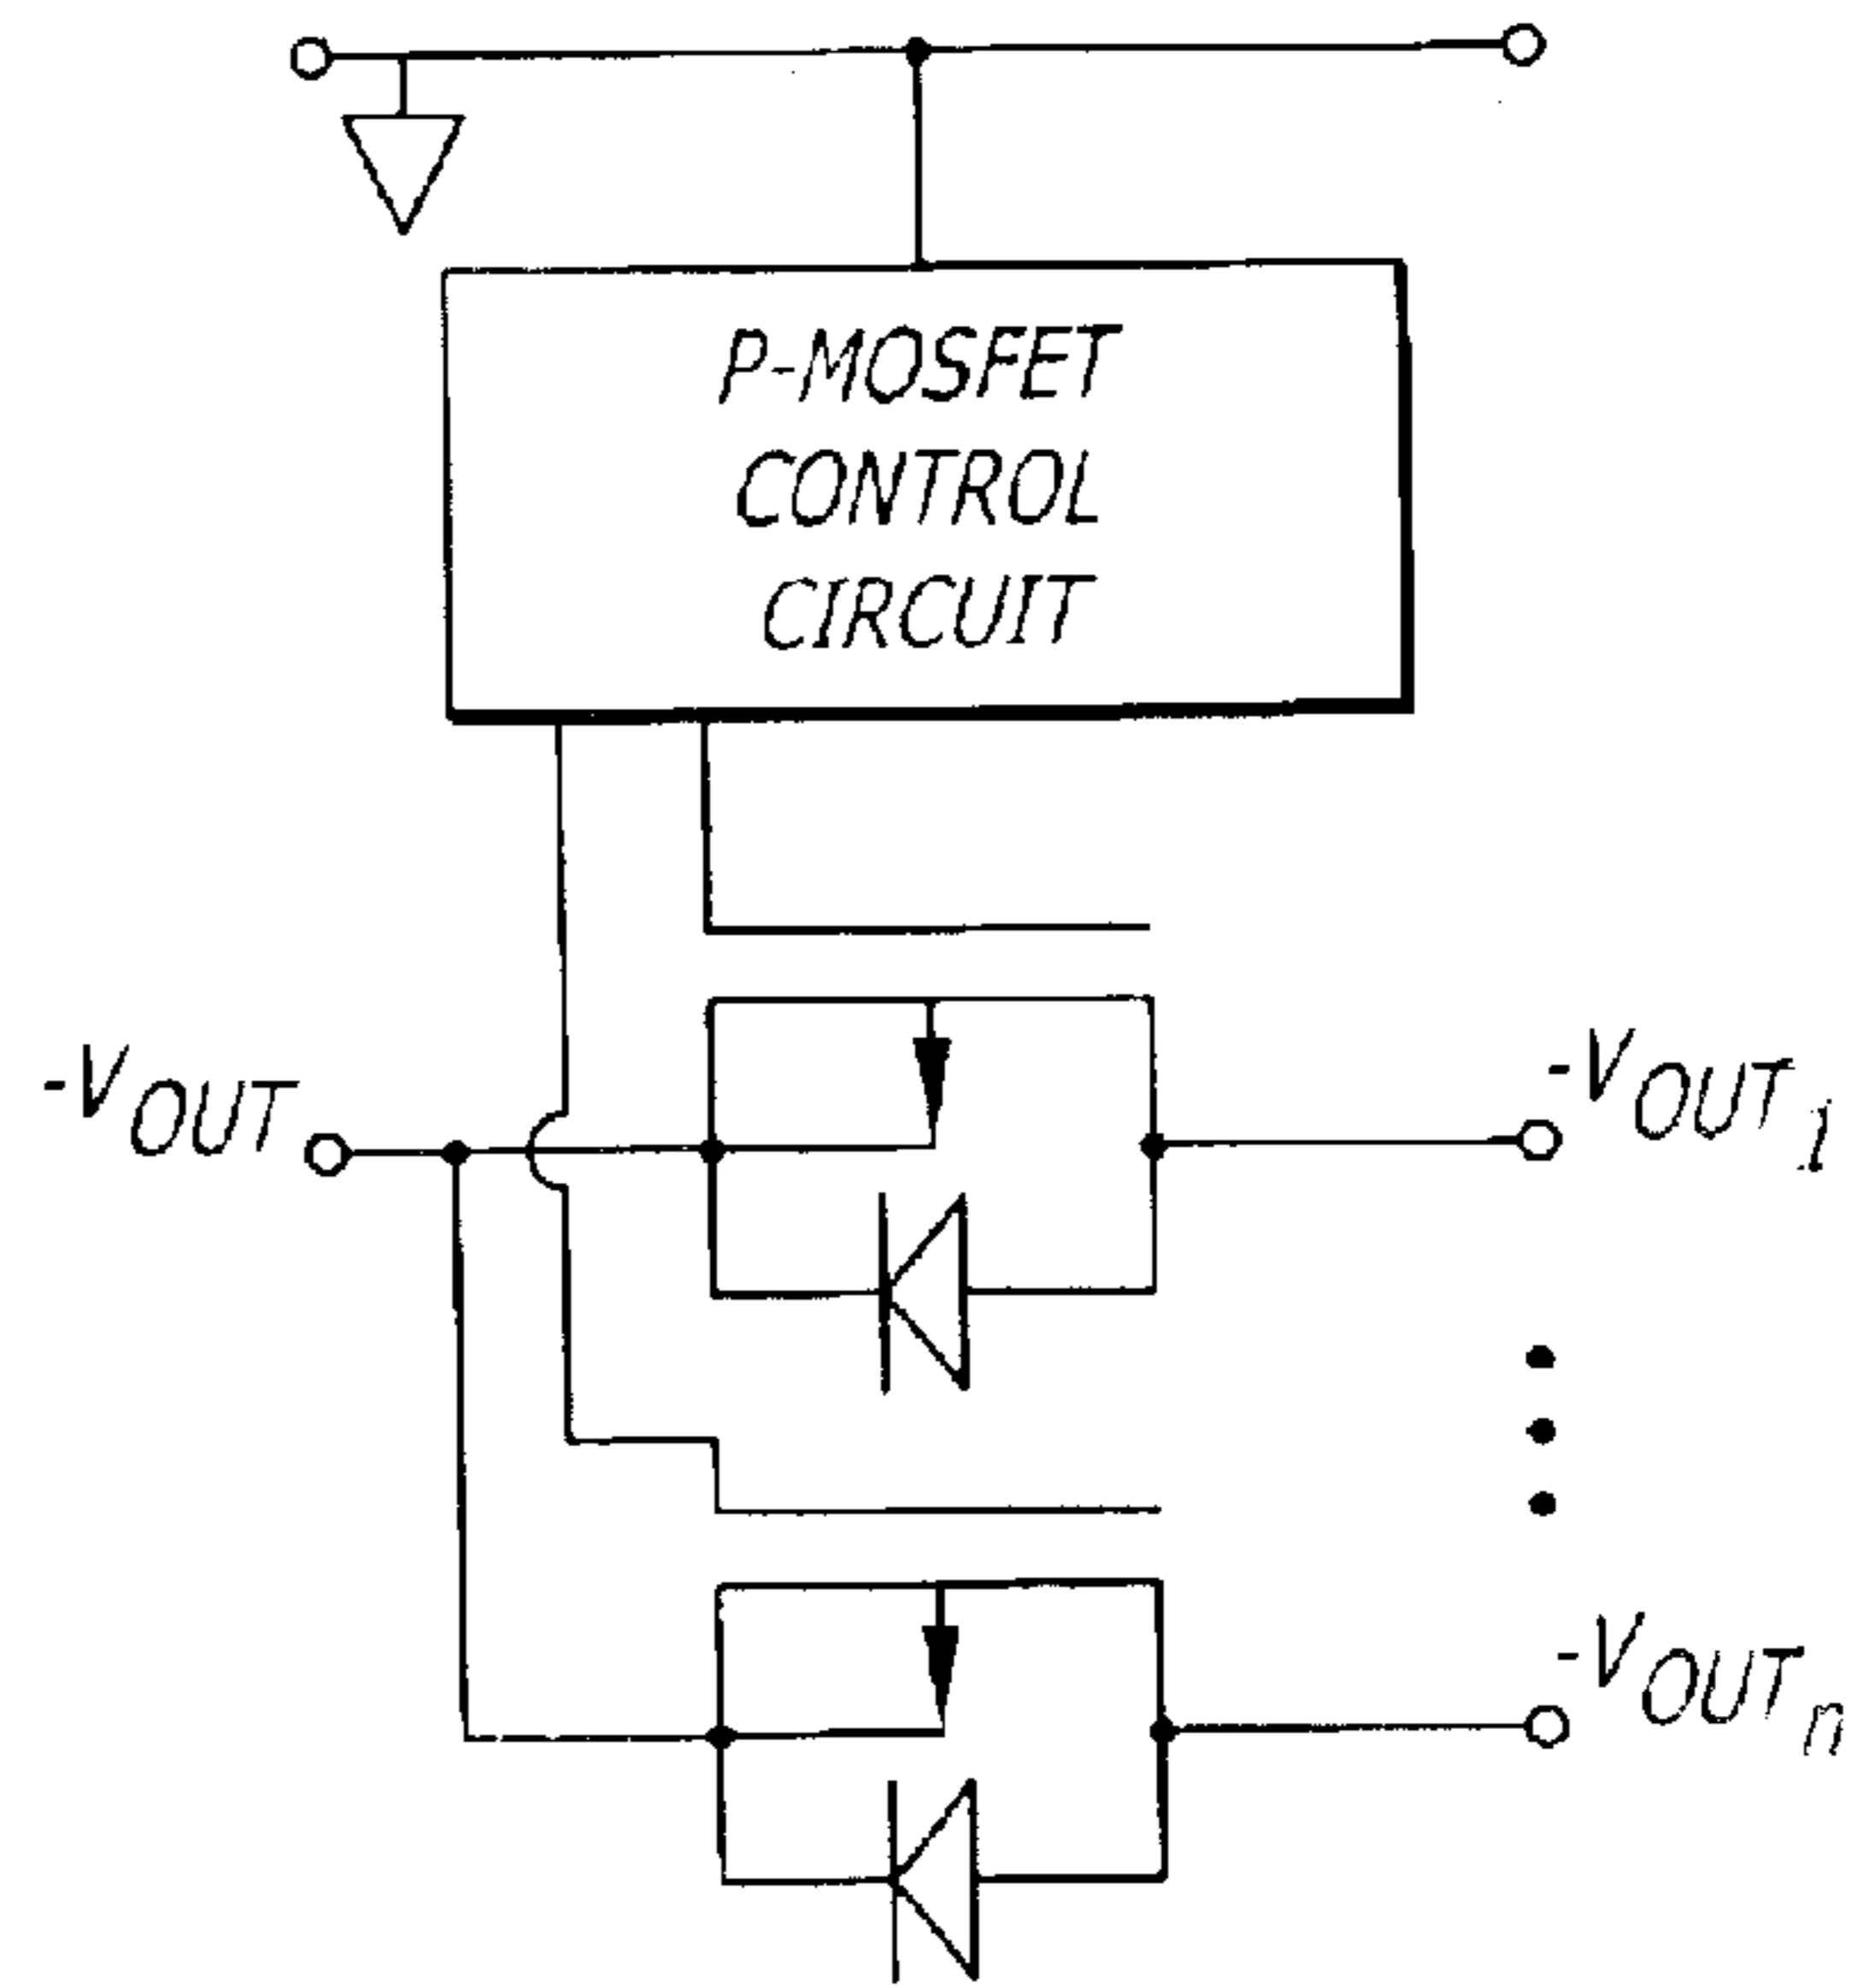 P-MOSFET
CONTROL
CIRCUIT
-VOUT
-VOUT1
-VOUTn